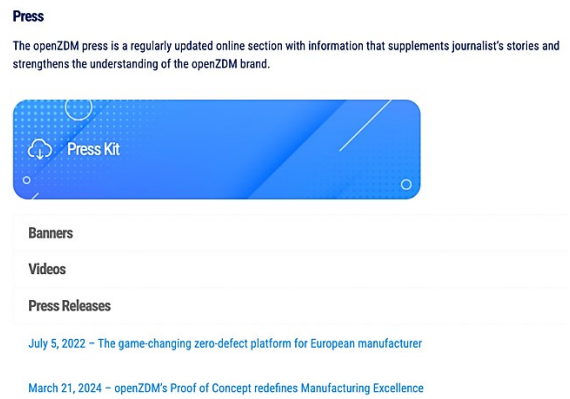 Press
The openZDM press is a regularly updated online section with information that supplements journalist's stories and
strengthens the understanding of the openZDM brand.
Press Kit
Banners
Videos
Press Releases
July 5, 2022 – The game-changing zero-defect platform for European manufacturer
March 21, 2024 – openZDM's Proof of Concept redefines Manufacturing Excellence